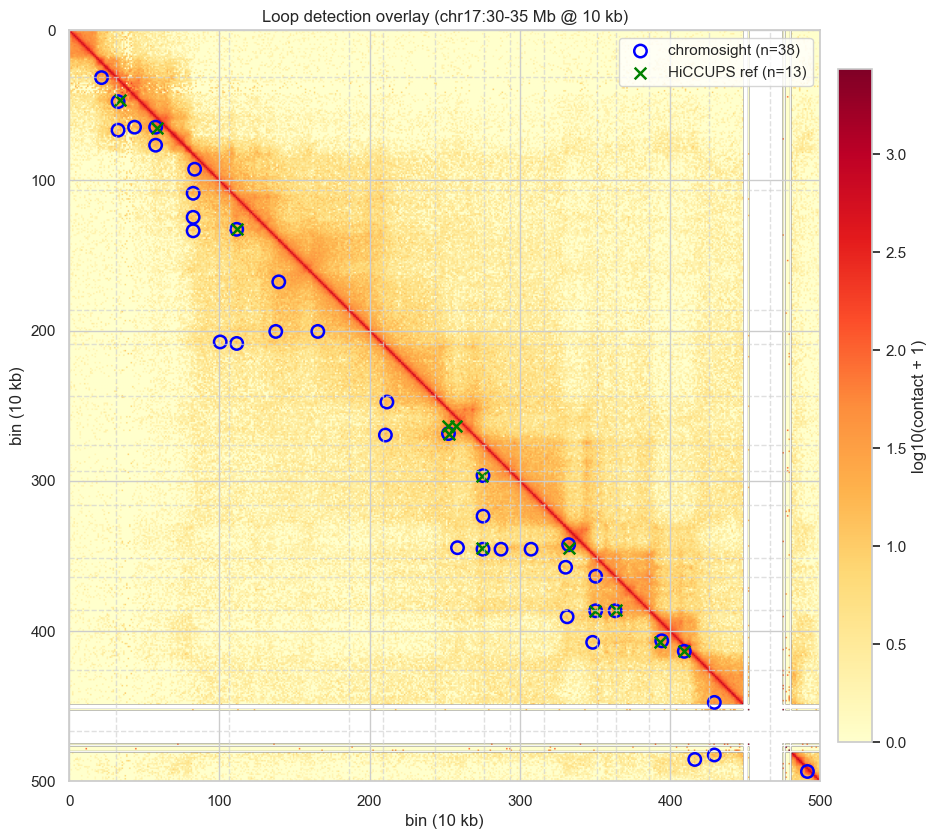 Loop detection overlay (chr17:30-35 Mb @ 10 kb)
chromosight (n=38)
HiCCUPS ref (n=13)
0
100
200
300
400
500
bin (10 kb)
0 100 200 300 400 500
bin (10 kb)
3.0
2.5
2.0
1.5
1.0
0.5
0.0
log10(contact + 1)